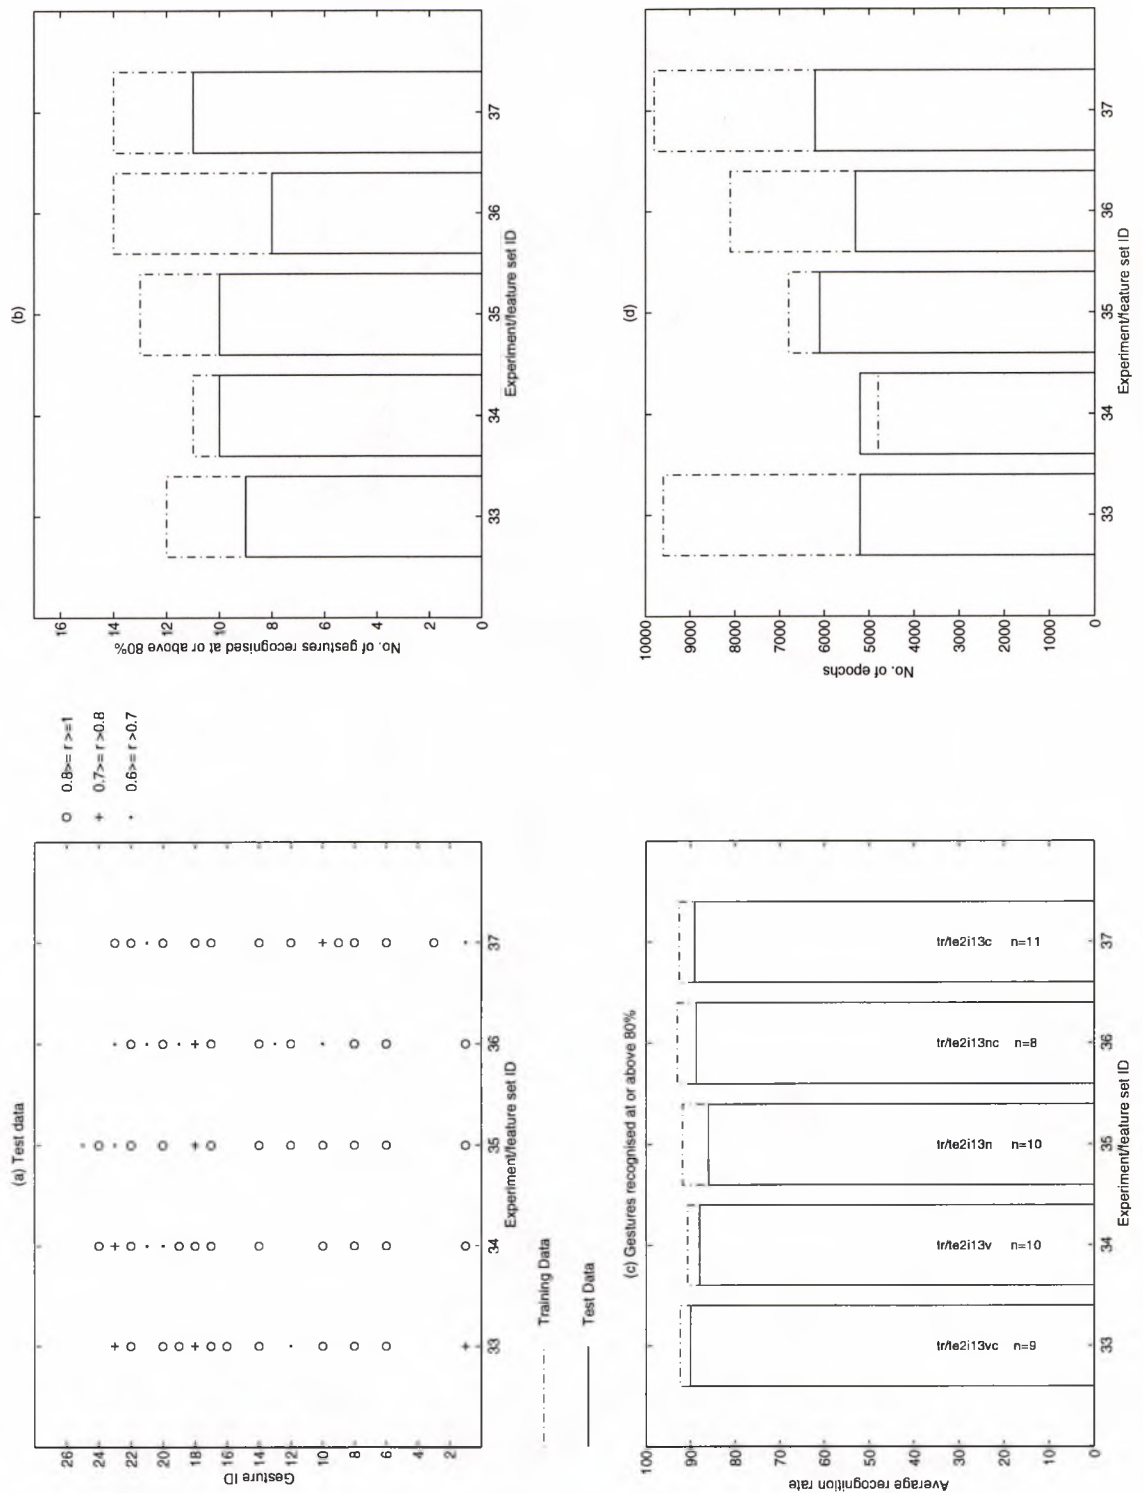 (a) Test data
Gesture ID
26
24
22
20
18
16
14
12
10
8
6
4
2
33 34 35 36 37
Experiment/feature set ID
O 0.8>= r >=1
+ 0.7>= r >0.8
· 0.6>= r >0.7
(b)
No. of gestures recognised at or above 80%
16
14
12
10
8
6
4
2
0
33 34 35 36 37
Experiment/feature set ID
Training Data
Test Data
(c) Gestures recognised at or above 80%
Average recognition rate
100
90
80
70
60
50
40
30
20
10
0
tr/te2i13vc n=9
tr/te2i13v n=10
tr/te2i13n n=10
tr/te2i13nc n=8
tr/te2i13c n=11
33 34 35 36 37
Experiment/feature set ID
(d)
No. of epochs
10000
9000
8000
7000
6000
5000
4000
3000
2000
1000
0
33 34 35 36 37
Experiment/feature set ID